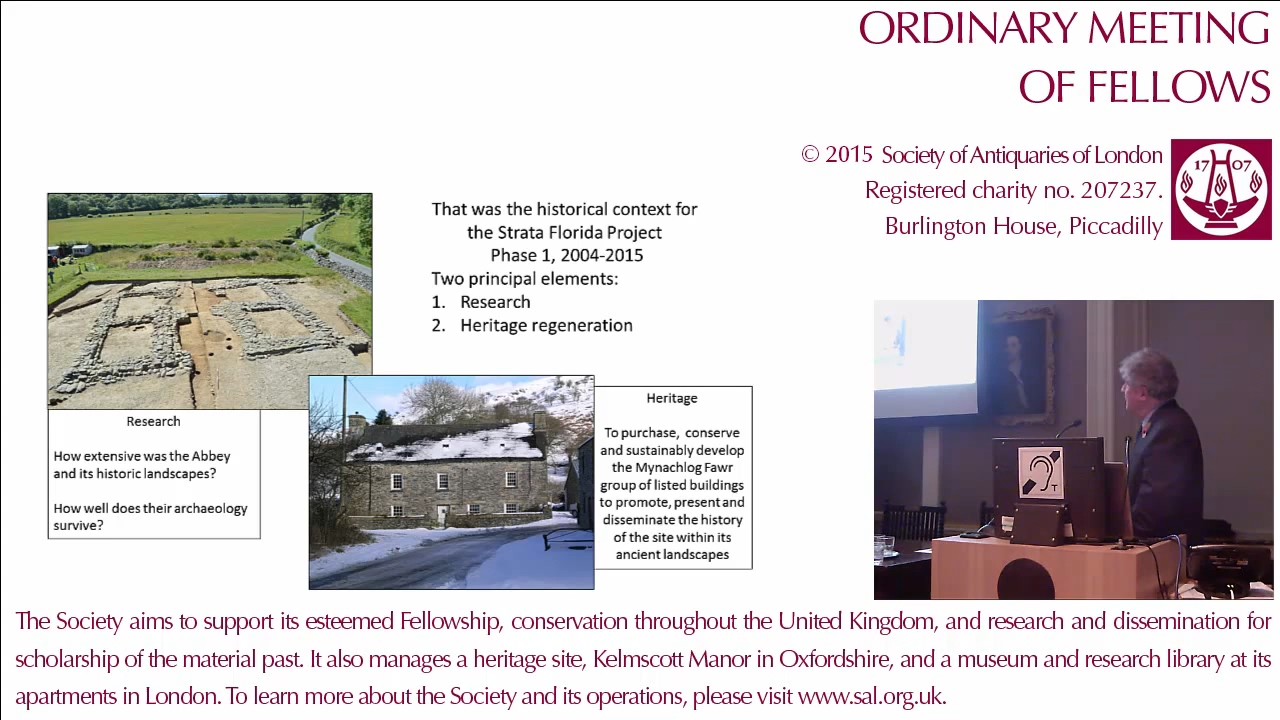 ORDINARY MEETING
OF FELLOWS
© 2015 Society of Antiquaries of London
Registered charity no. 207237.
Burlington House, Piccadilly
17 07
That was the historical context for
the Strata Florida Project
Phase 1, 2004-2015
Two principal elements:
1. Research
2. Heritage regeneration
Research
How extensive was the Abbey
and its historic landscapes?
How well does their archaeology
survive?
Heritage
To purchase, conserve
and sustainably develop
the Mynachlog Fawr
group of listed buildings
to promote, present and
disseminate the history
of the site within its
ancient landscapes
T
The Society aims to support its esteemed Fellowship, conservation throughout the United Kingdom, and research and dissemination for
scholarship of the material past. It also manages a heritage site, Kelmscott Manor in Oxfordshire, and a museum and research library at its
apartments in London. To learn more about the Society and its operations, please visit www.sal.org.uk.